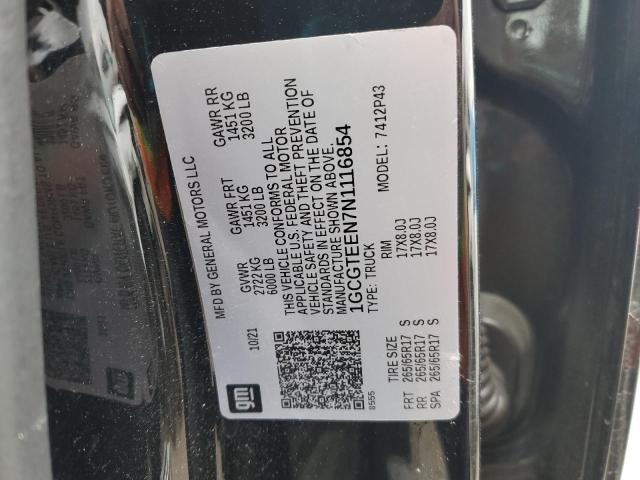 gm
MFD BY GENERAL MOTORS LLC
10/21 GVWR GAWR FRT GAWR RR
2722 KG 1451 KG 1451 KG
6000 LB 3200 LB 3200 LB
THIS VEHICLE CONFORMS TO ALL
APPLICABLE U.S. FEDERAL MOTOR
VEHICLE SAFETY AND THEFT PREVENTION
STANDARDS IN EFFECT ON THE DATE OF
MANUFACTURE SHOWN ABOVE.
1GCGTEEN7N1116854
8555 TYPE: TRUCK MODEL: 7412P43
TIRE SIZE RIM
FRT 265/65R17 S 17X8.0J
RR 265/65R17 S 17X8.0J
SPA 265/65R17 S 17X8.0J